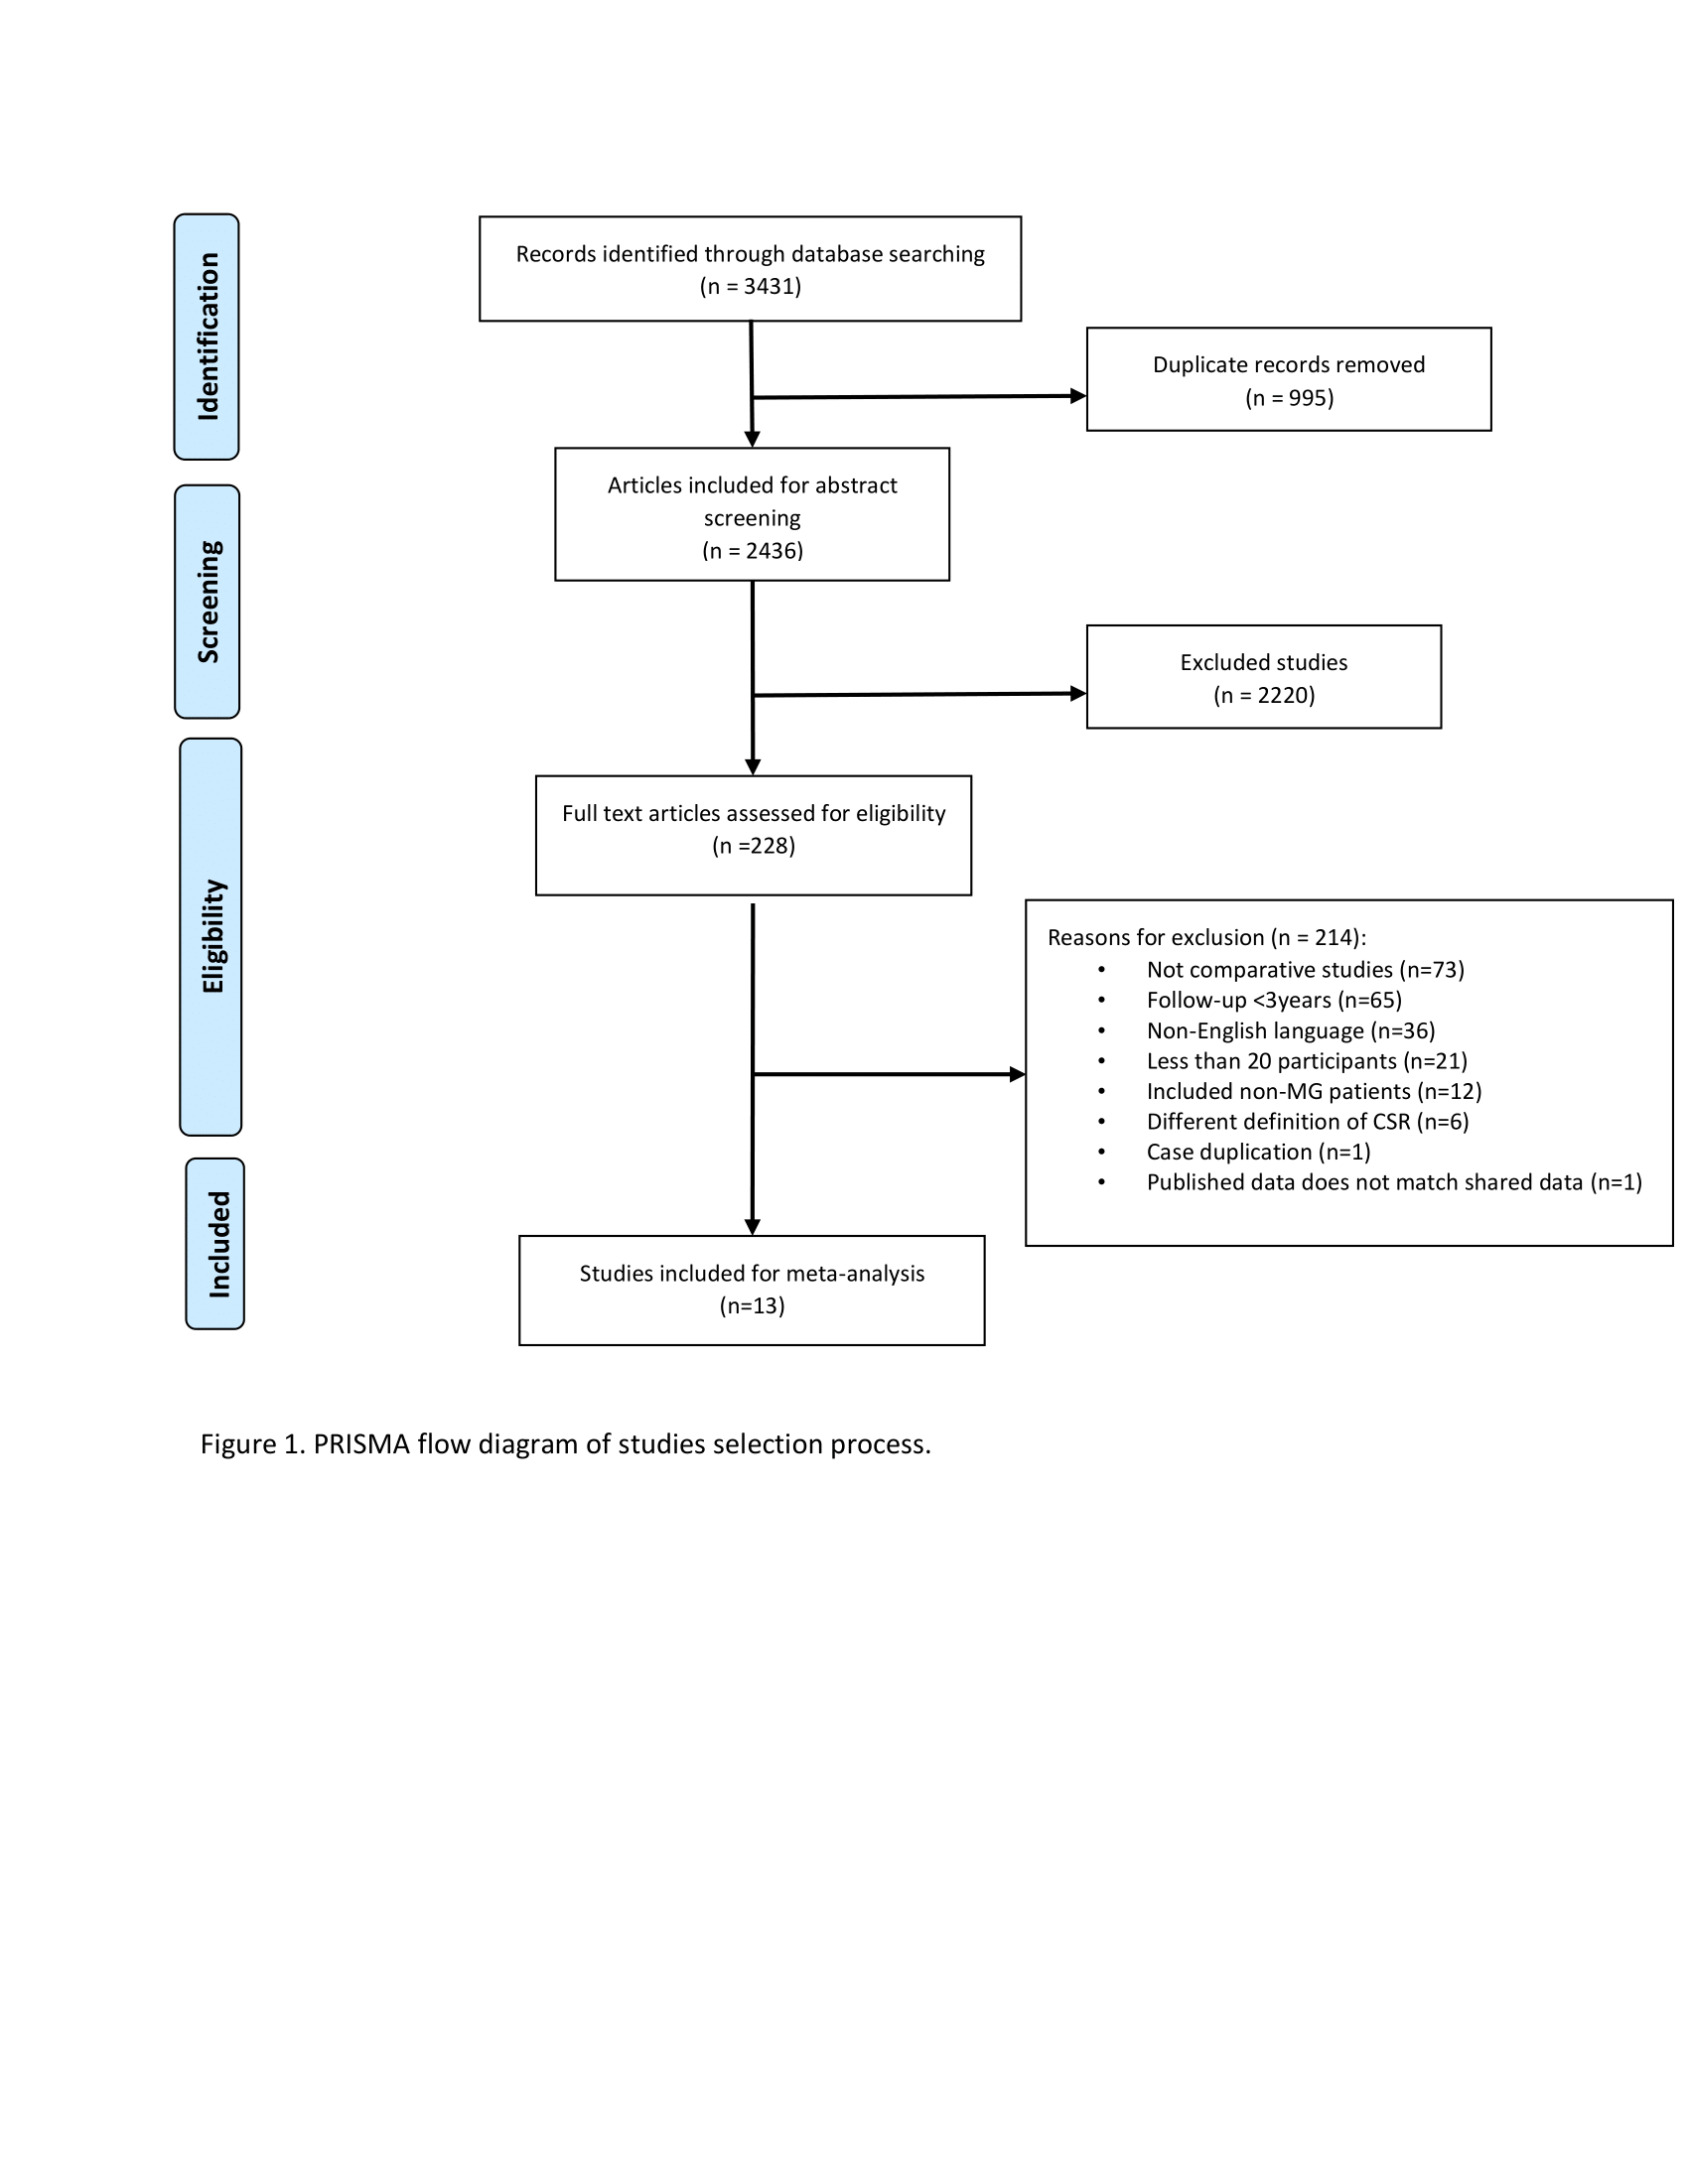 Identification
Records identified through database searching
(n = 3431)
Duplicate records removed
(n = 995)
Screening
Articles included for abstract
screening
(n = 2436)
Excluded studies
(n = 2220)
Eligibility
Full text articles assessed for eligibility
(n =228)
Reasons for exclusion (n = 214):
• Not comparative studies (n=73)
• Follow-up <3years (n=65)
• Non-English language (n=36)
• Less than 20 participants (n=21)
• Included non-MG patients (n=12)
• Different definition of CSR (n=6)
• Case duplication (n=1)
• Published data does not match shared data (n=1)
Included
Studies included for meta-analysis
(n=13)
Figure 1. PRISMA flow diagram of studies selection process.